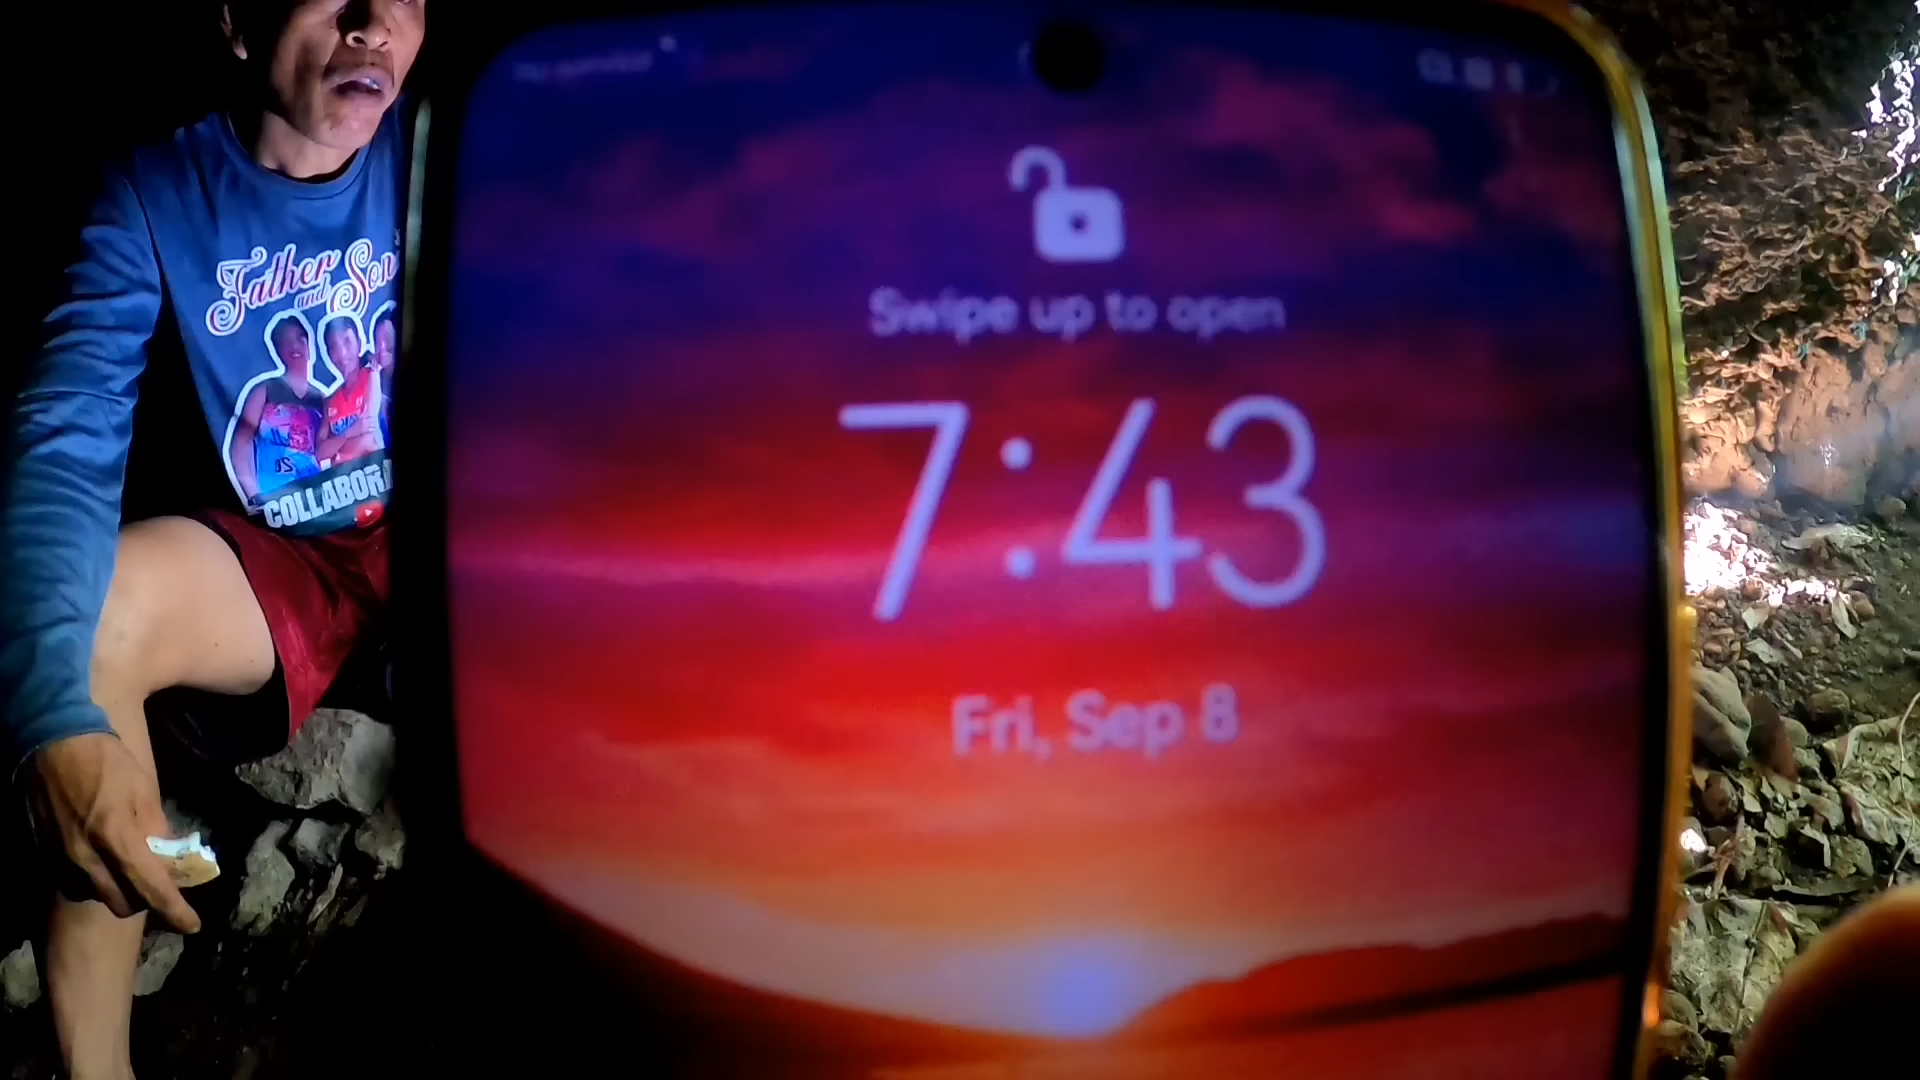 Swipe up to open
7:43
Fri, Sep 8
Father
and Son
COLLABORA